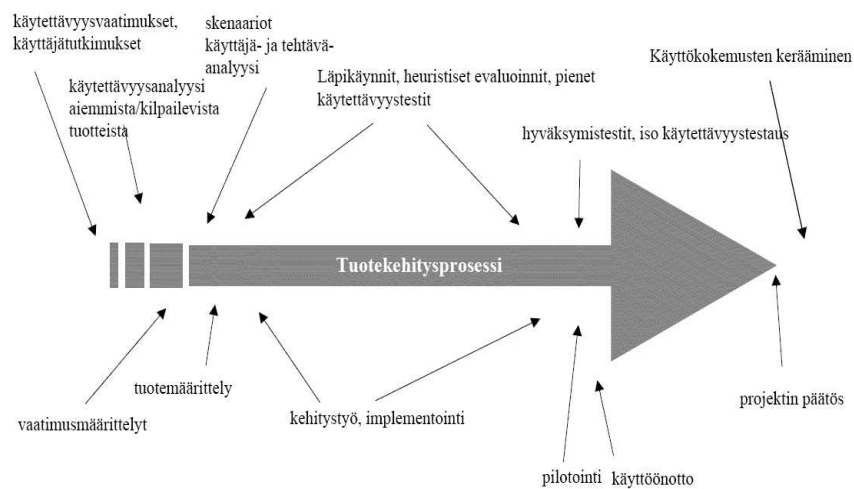 käytettävyysvaatimukset,
käyttäjätutkimukset
skenaariot
käyttäjä- ja tehtävä-
analyysi
käytettävyysanalyysi
aiemmista/kilpailevista
tuotteista
Läpikäynnit, heuristiset evaluoinnit, pienet
käytettävyystestit
Käyttökokemusten kerääminen
hyväksymistestit, iso käytettävyystestaus
Tuotekehitysprosessi
vaatimusmäärittelyt
tuotemäärittely
kehitystyö, implementointi
pilotointi
käyttöönotto
projektin päätös